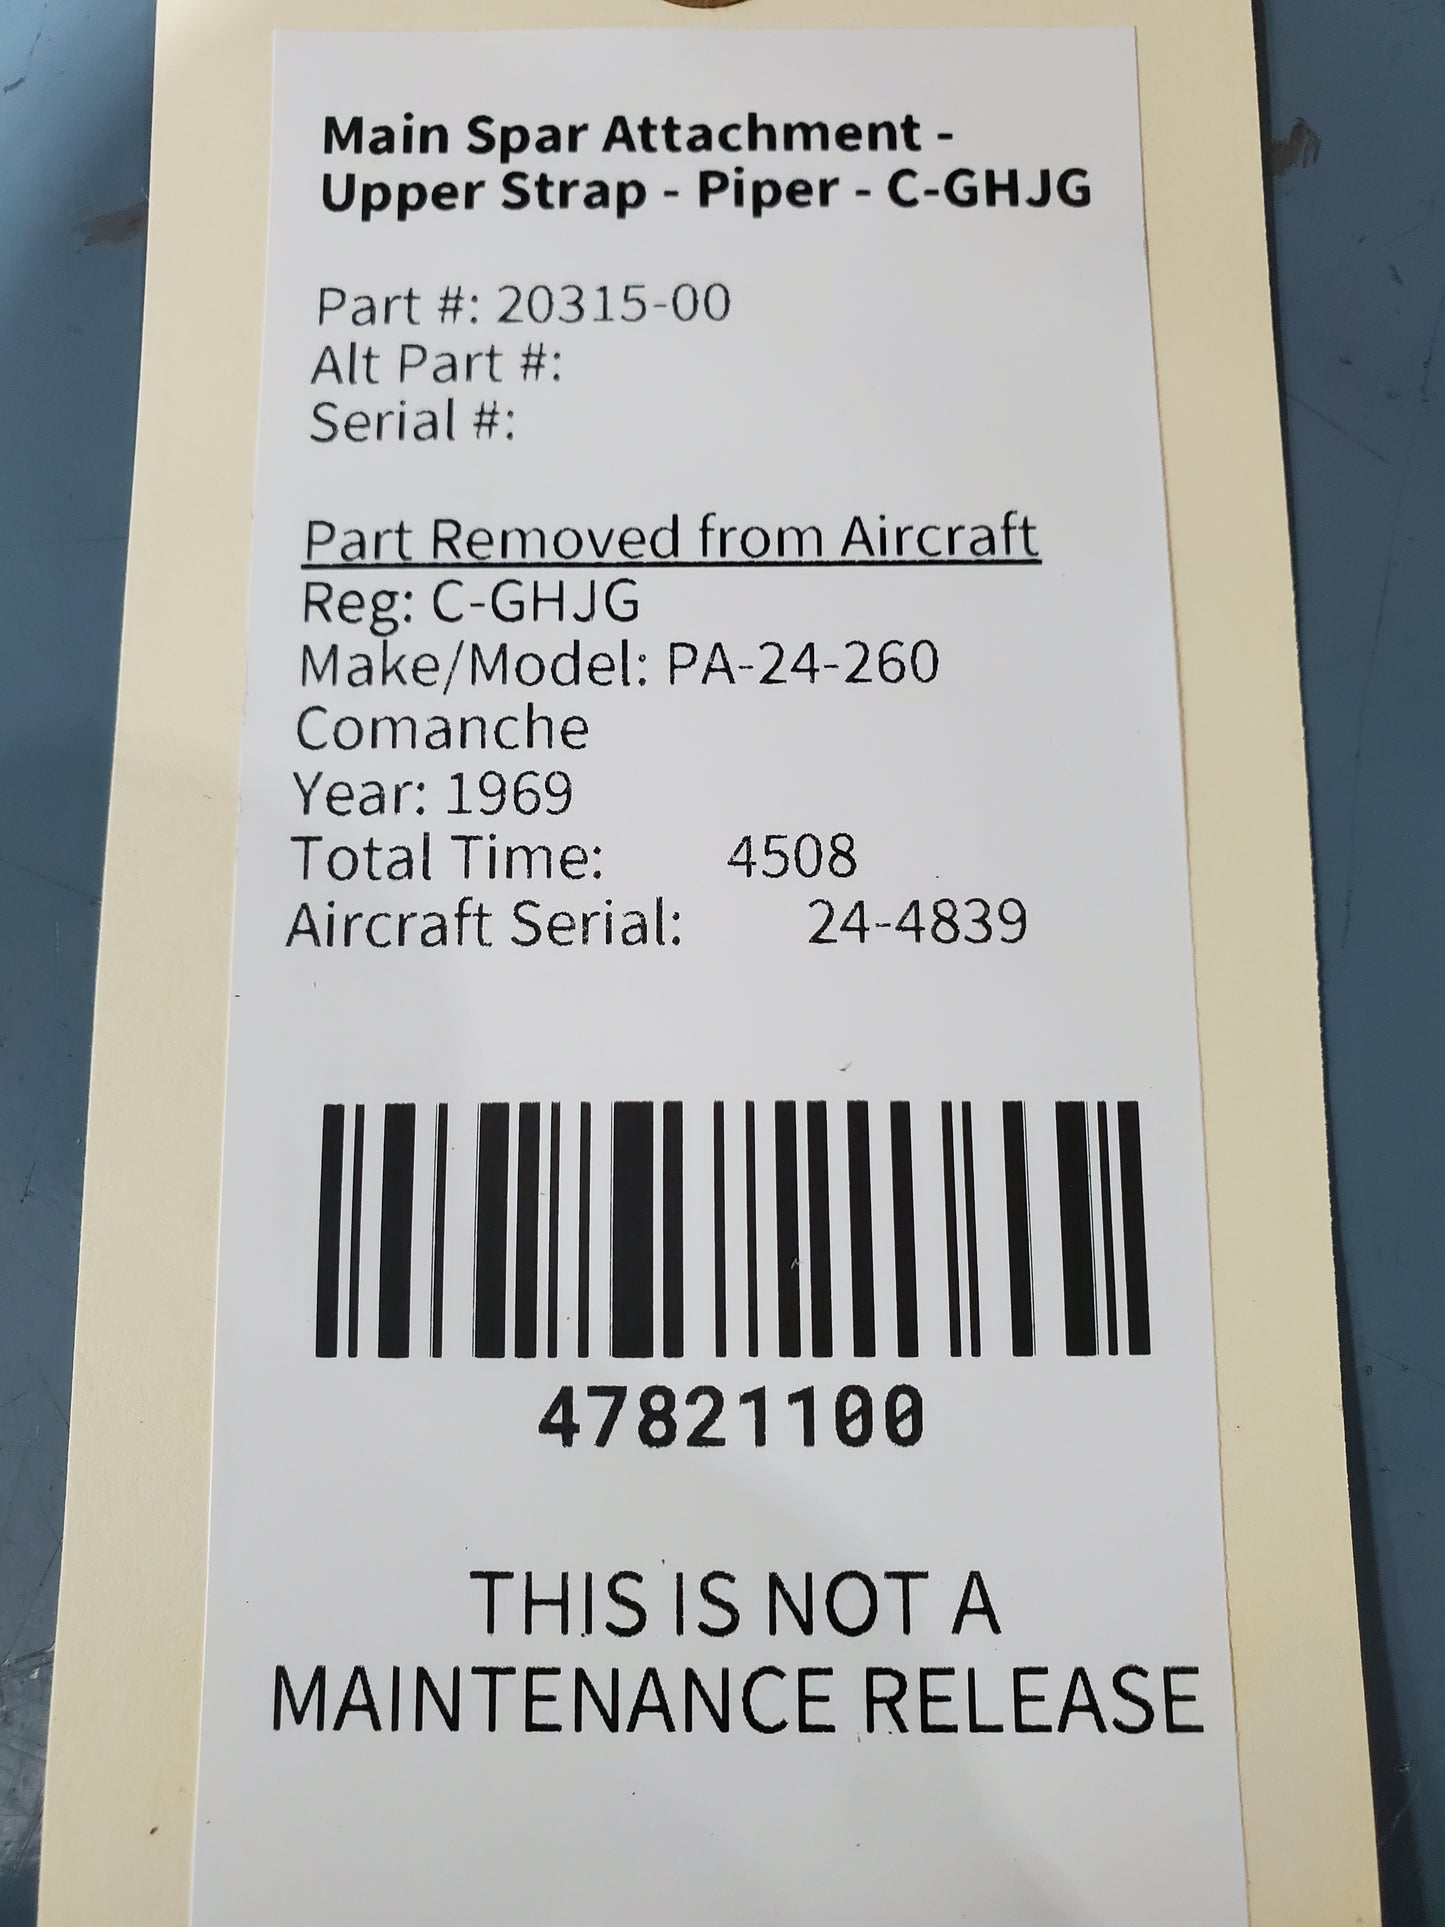 Main Spar Attachment -
Upper Strap - Piper - C-GHJG
Part #: 20315-00
Alt Part #:
Serial #:
Part Removed from Aircraft
Reg: C-GHJG
Make/Model: PA-24-260
Comanche
Year: 1969
Total Time: 4508
Aircraft Serial: 24-4839
47821100
THIS IS NOT A
MAINTENANCE RELEASE